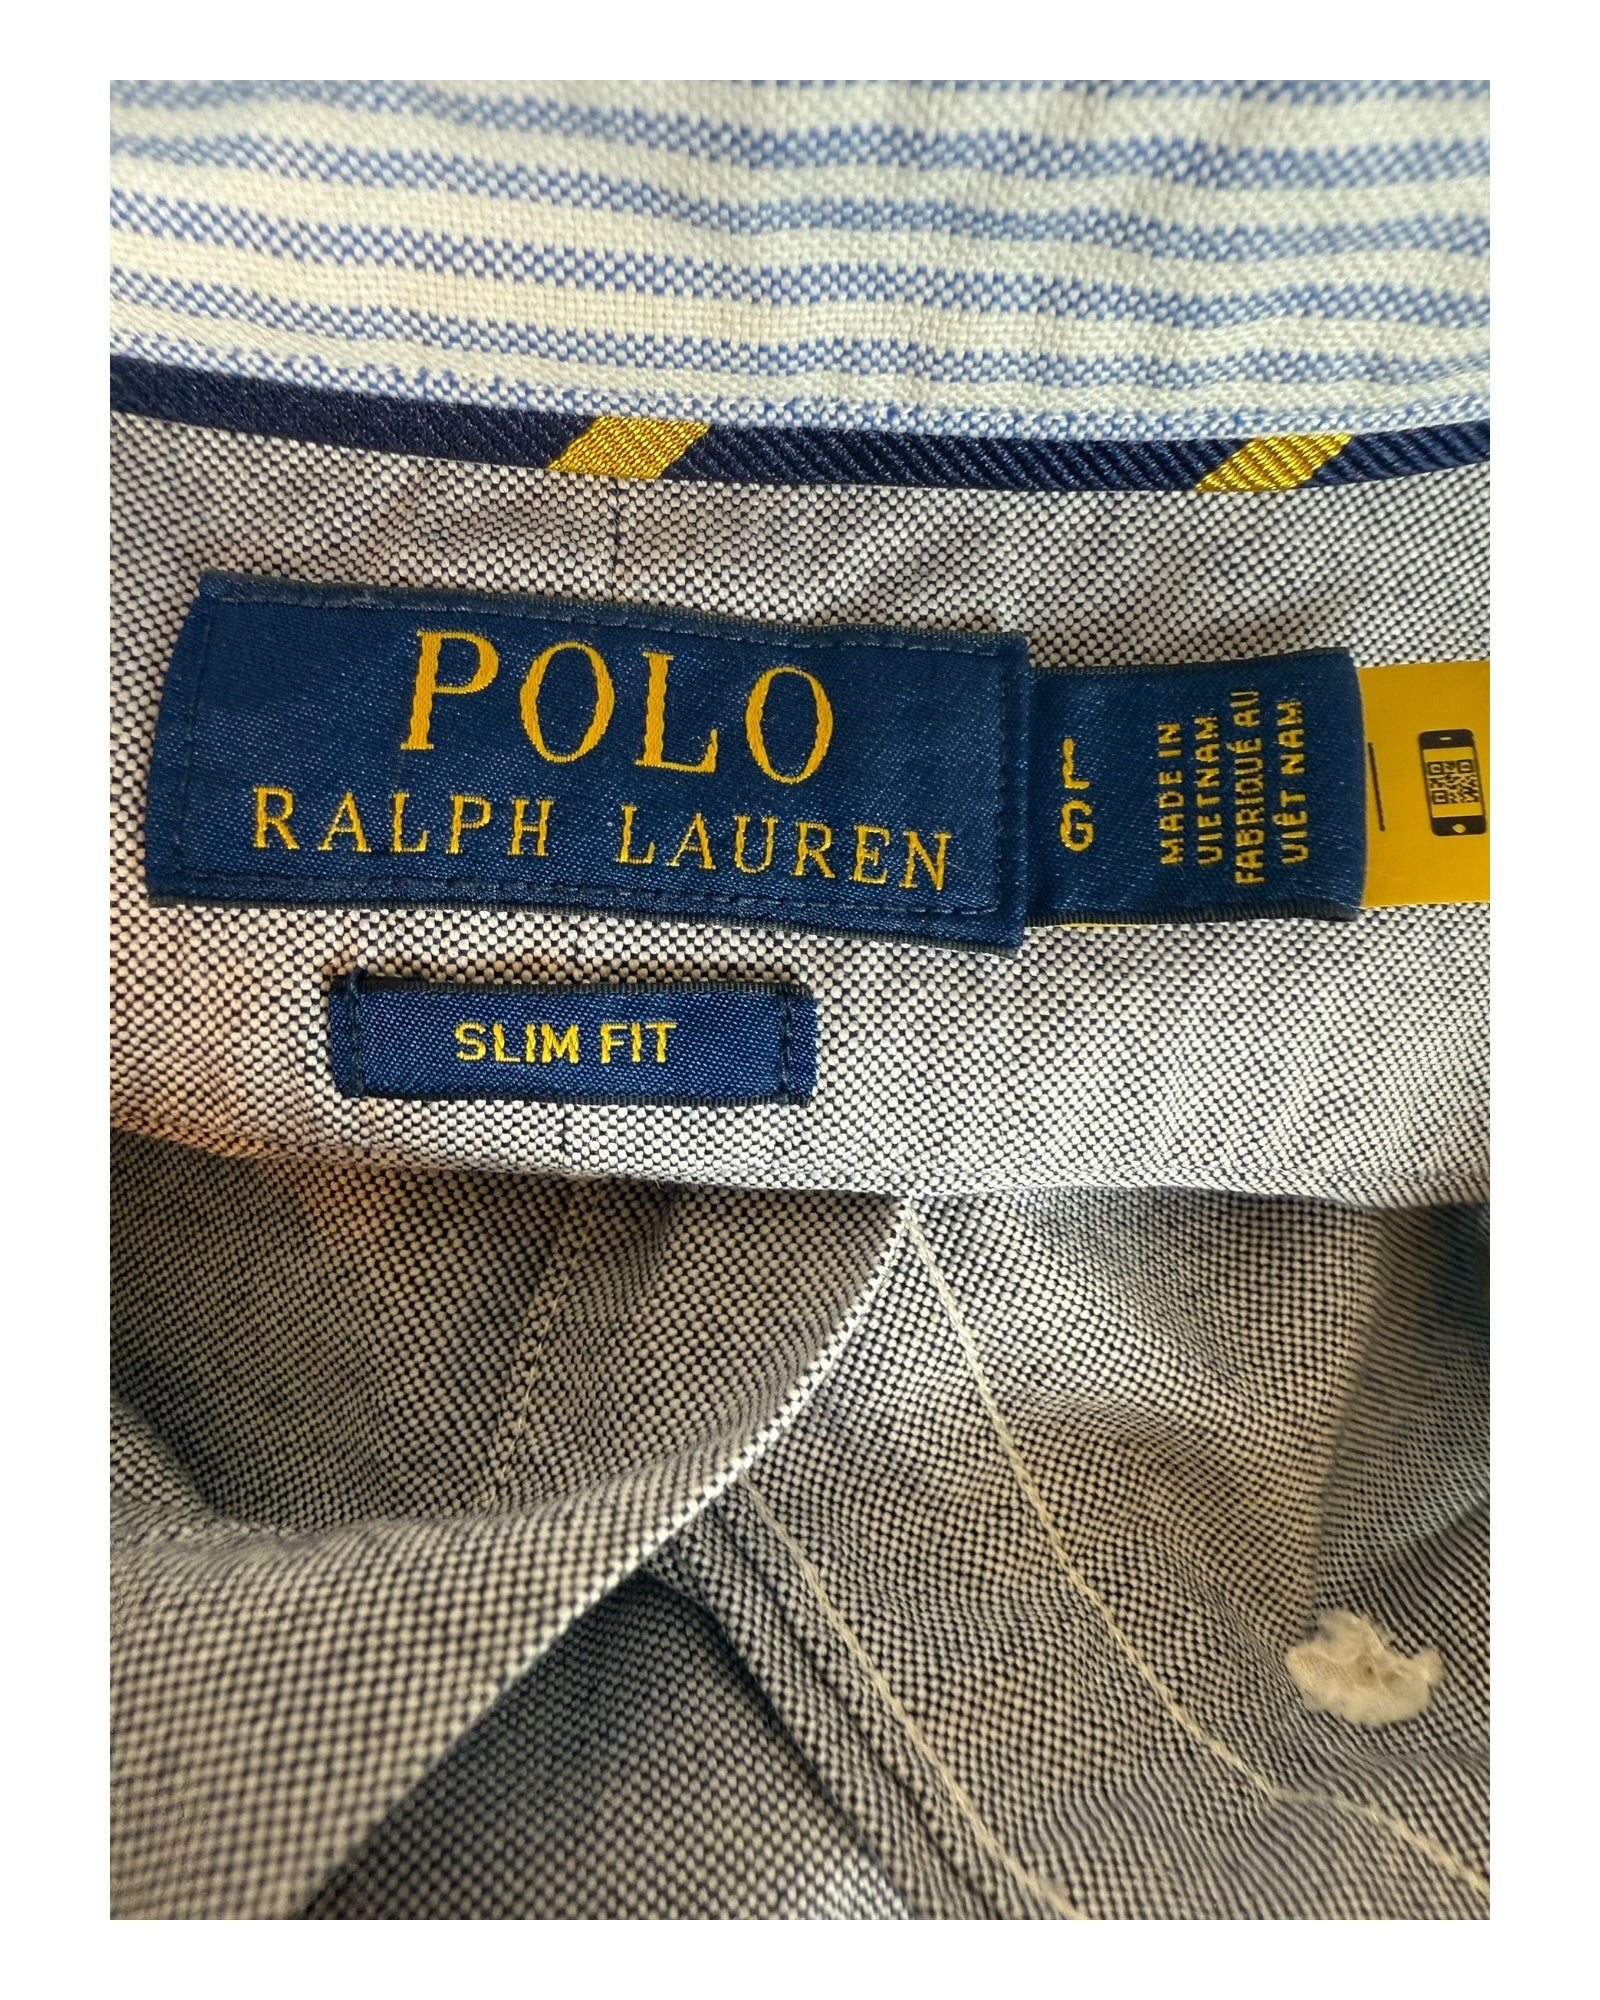 POLO
RALPH LAUREN
L
G
MADE IN
VIETNAM
FABRIQUÉ AU
VIÊT NAM
SLIM FIT